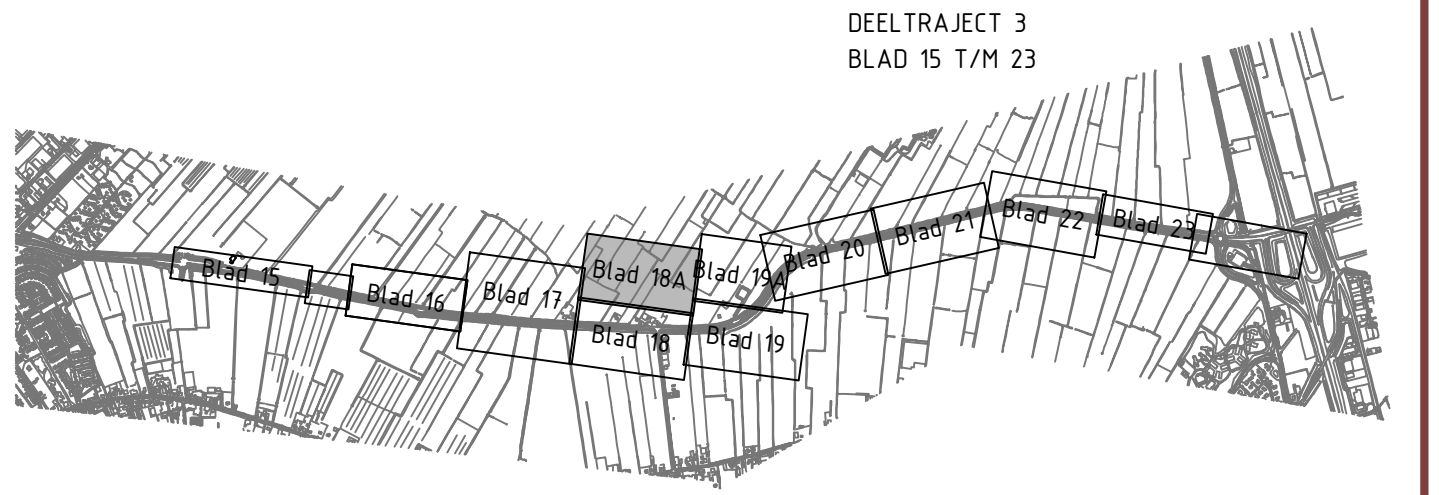 DEELTRAJECT 3
BLAD 15 T/M 23
Blad 15
Blad 16
Blad 17
Blad 18A
Blad 18
Blad 19A
Blad 19
Blad 20
Blad 21
Blad 22
Blad 23